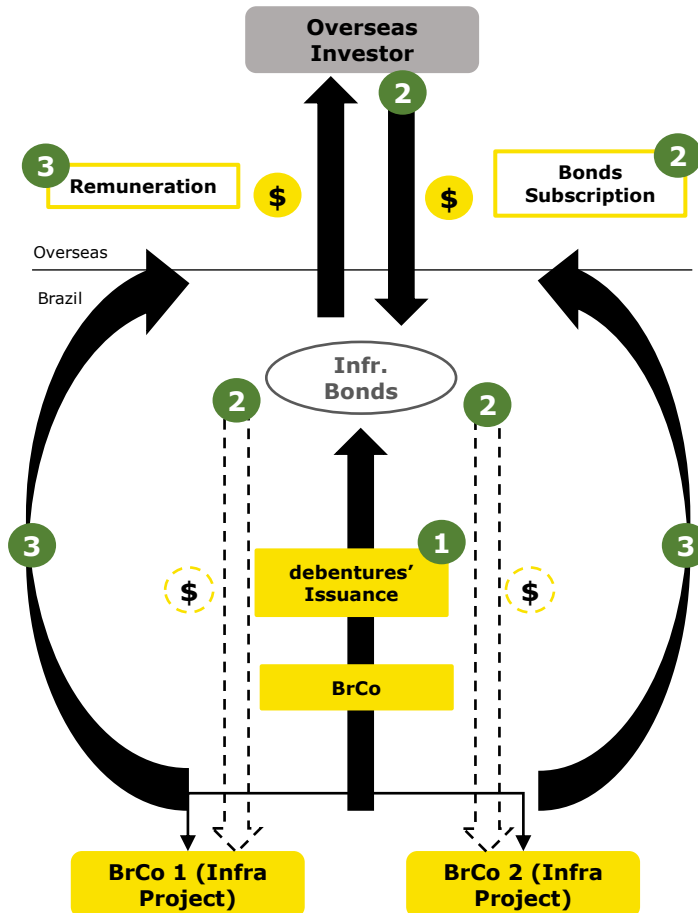 Overseas
Investor
2
3
Remuneration
$
$
2
Bonds
Subscription
Overseas
Brazil
Infr.
Bonds
2
2
1
3
debentures’
Issuance
3
$
$
BrCo
BrCo 1 (Infra
Project)
BrCo 2 (Infra
Project)